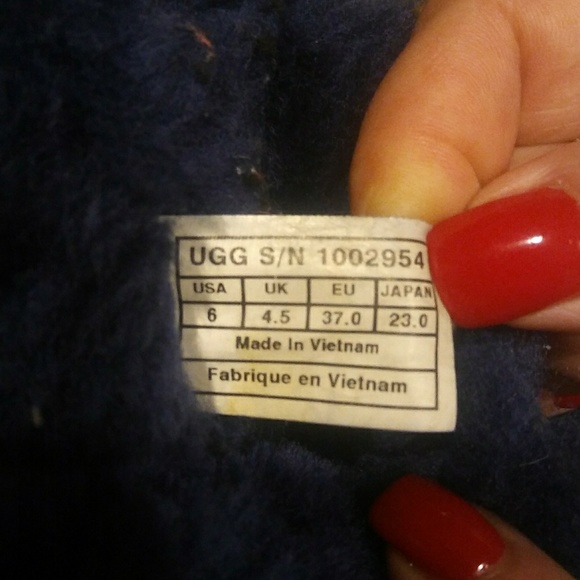 UGG S/N 1002954
USA UK EU JAPAN
6 4.5 37.0 23.0
Made In Vietnam
Fabrique en Vietnam